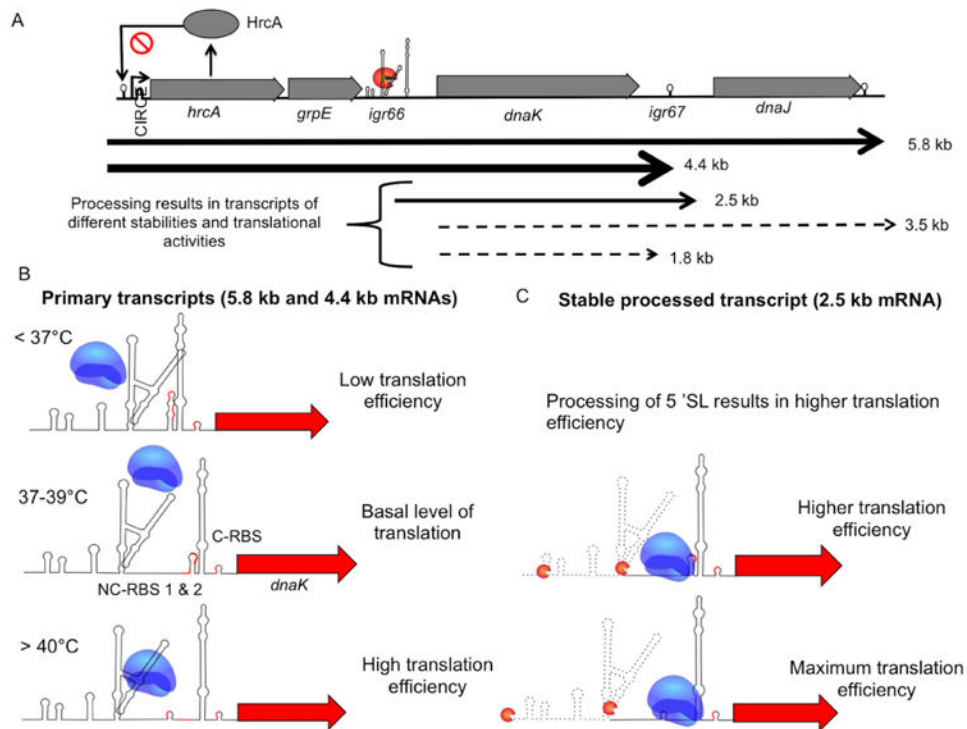 A
HrcA
CIRCE
hrcA
grpE
igr66
dnaK
igr67
dnaJ
5.8 kb
4.4 kb
Processing results in transcripts of
different stabilities and translational
activities
2.5 kb
3.5 kb
1.8 kb
B
Primary transcripts (5.8 kb and 4.4 kb mRNAs)
< 37°C
Low translation
efficiency
37-39°C
C-RBS
Basal level of
translation
NC-RBS 1 & 2
dnaK
> 40°C
High translation
efficiency
C
Stable processed transcript (2.5 kb mRNA)
Processing of 5 'SL results in higher translation
efficiency
Higher translation
efficiency
Maximum translation
efficiency